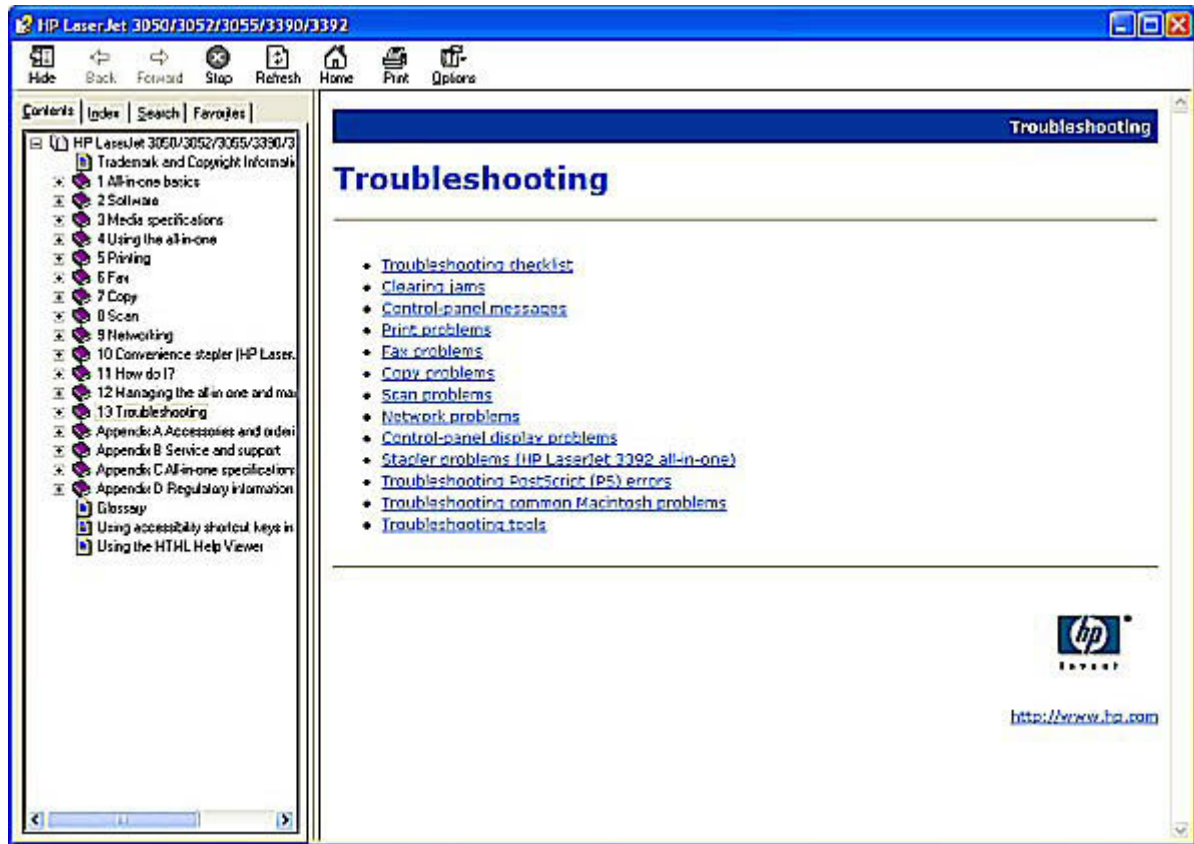 HP LaserJet 3050/3052/3055/3390/3392
Hide Back Forward Stop Refresh Home Print Options
Contents Index Search Favorites
HP LaserJet 3050/3052/3055/3390/3
Trademark and Copyright Informati
1 All-in-one basics
2 Software
3 Media specifications
4 Using the all-in-one
5 Printing
6 Fax
7 Copy
8 Scan
9 Networking
10 Convenience stapler (HP Laser.
11 How do I?
12 Managing the all-in-one and mai
13 Troubleshooting
Appendix A Accessories and orderi
Appendix B Service and support
Appendix C All-in-one specifications
Appendix D Regulatory information
Glossary
Using accessibility shortcut keys in
Using the HTML Help Viewer
Troubleshooting
Troubleshooting
Troubleshooting checklist
Clearing jams
Control-panel messages
Print problems
Fax problems
Copy problems
Scan problems
Network problems
Control-panel display problems
Stapler problems (HP LaserJet 3392 all-in-one)
Troubleshooting PostScript (PS) errors
Troubleshooting common Macintosh problems
Troubleshooting tools
hp
invent
http://www.hp.com